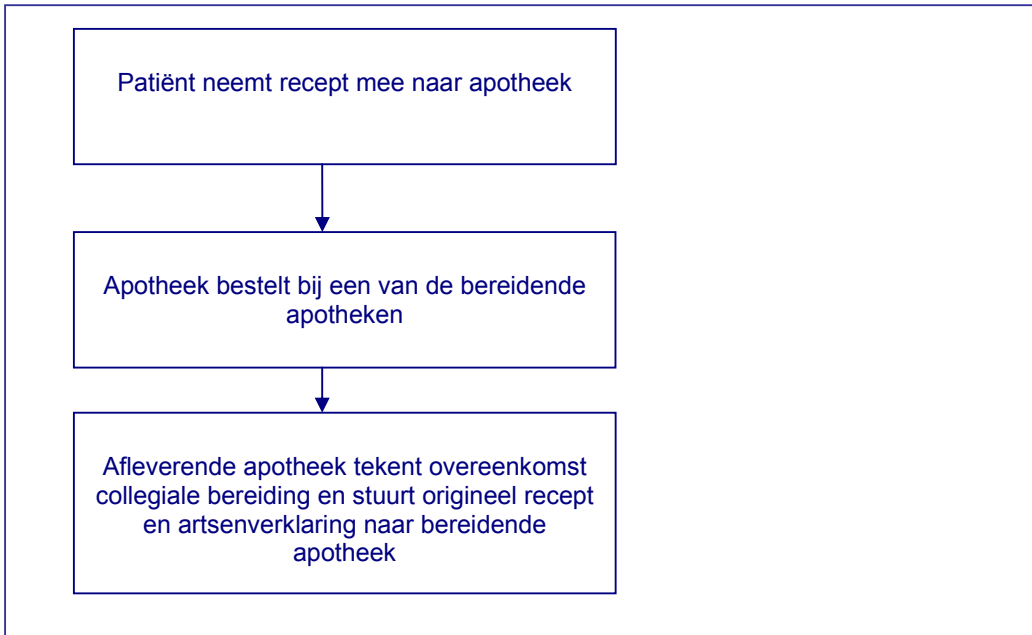 Patiënt neemt recept mee naar apotheek
Apotheek bestelt bij een van de bereidende
apotheken
Afleverende apotheek tekent overeenkomst
collegiale bereiding en stuurt origineel recept
en artsenverklaring naar bereidende
apotheek